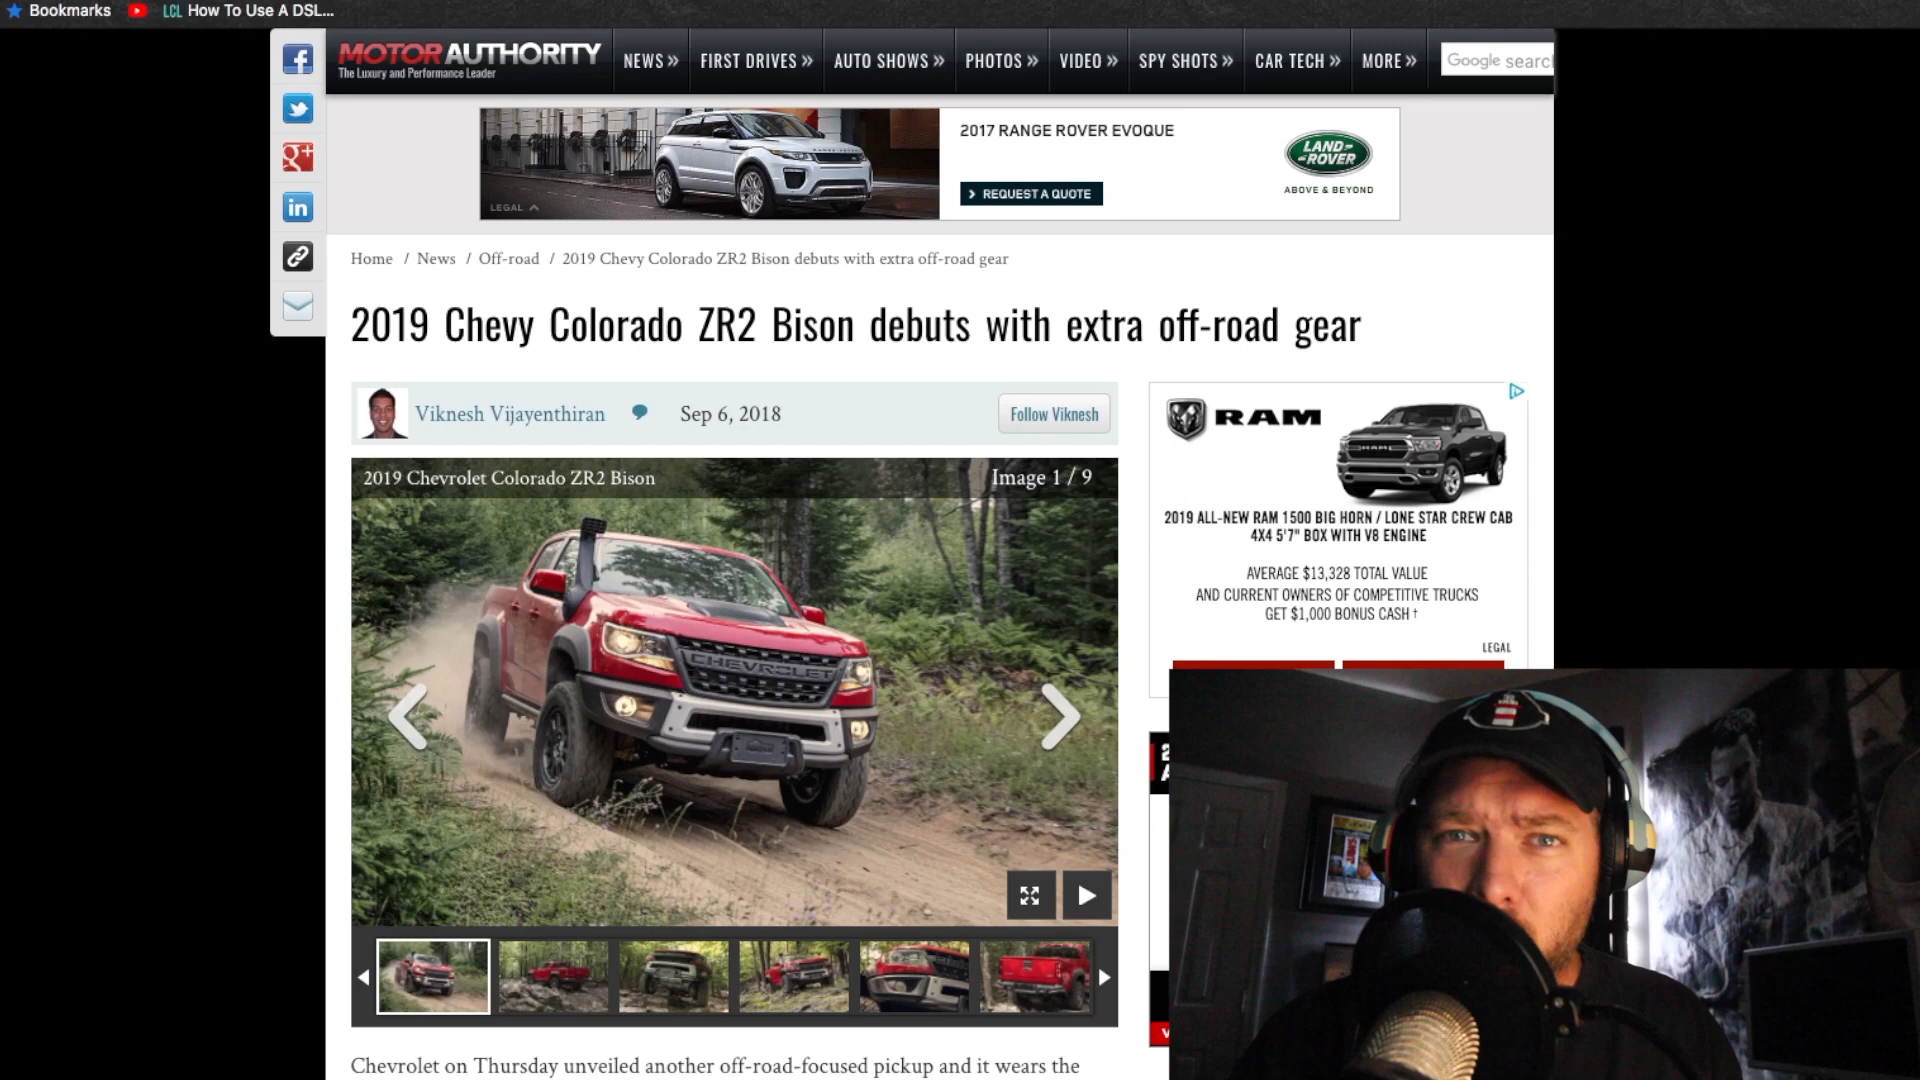 Bookmarks
LCL How To Use A DSL...
MOTORAUTHORITY
The Luxury and Performance Leader
NEWS »
FIRST DRIVES »
AUTO SHOWS »
PHOTOS »
VIDEO »
SPY SHOTS »
CAR TECH »
MORE »
Google searc
2017 RANGE ROVER EVOQUE
REQUEST A QUOTE
LEGAL
LAND-
-ROVER
ABOVE & BEYOND
Home / News / Off-road / 2019 Chevy Colorado ZR2 Bison debuts with extra off-road gear
2019 Chevy Colorado ZR2 Bison debuts with extra off-road gear
Viknesh Vijayenthiran
Sep 6, 2018
Follow Viknesh
2019 Chevrolet Colorado ZR2 Bison
Image 1 / 9
CHEVROLET
RAM
2019 ALL-NEW RAM 1500 BIG HORN / LONE STAR CREW CAB
4X4 5'7" BOX WITH V8 ENGINE
AVERAGE $13,328 TOTAL VALUE
AND CURRENT OWNERS OF COMPETITIVE TRUCKS
GET $1,000 BONUS CASH †
LEGAL
Chevrolet on Thursday unveiled another off-road-focused pickup and it wears the